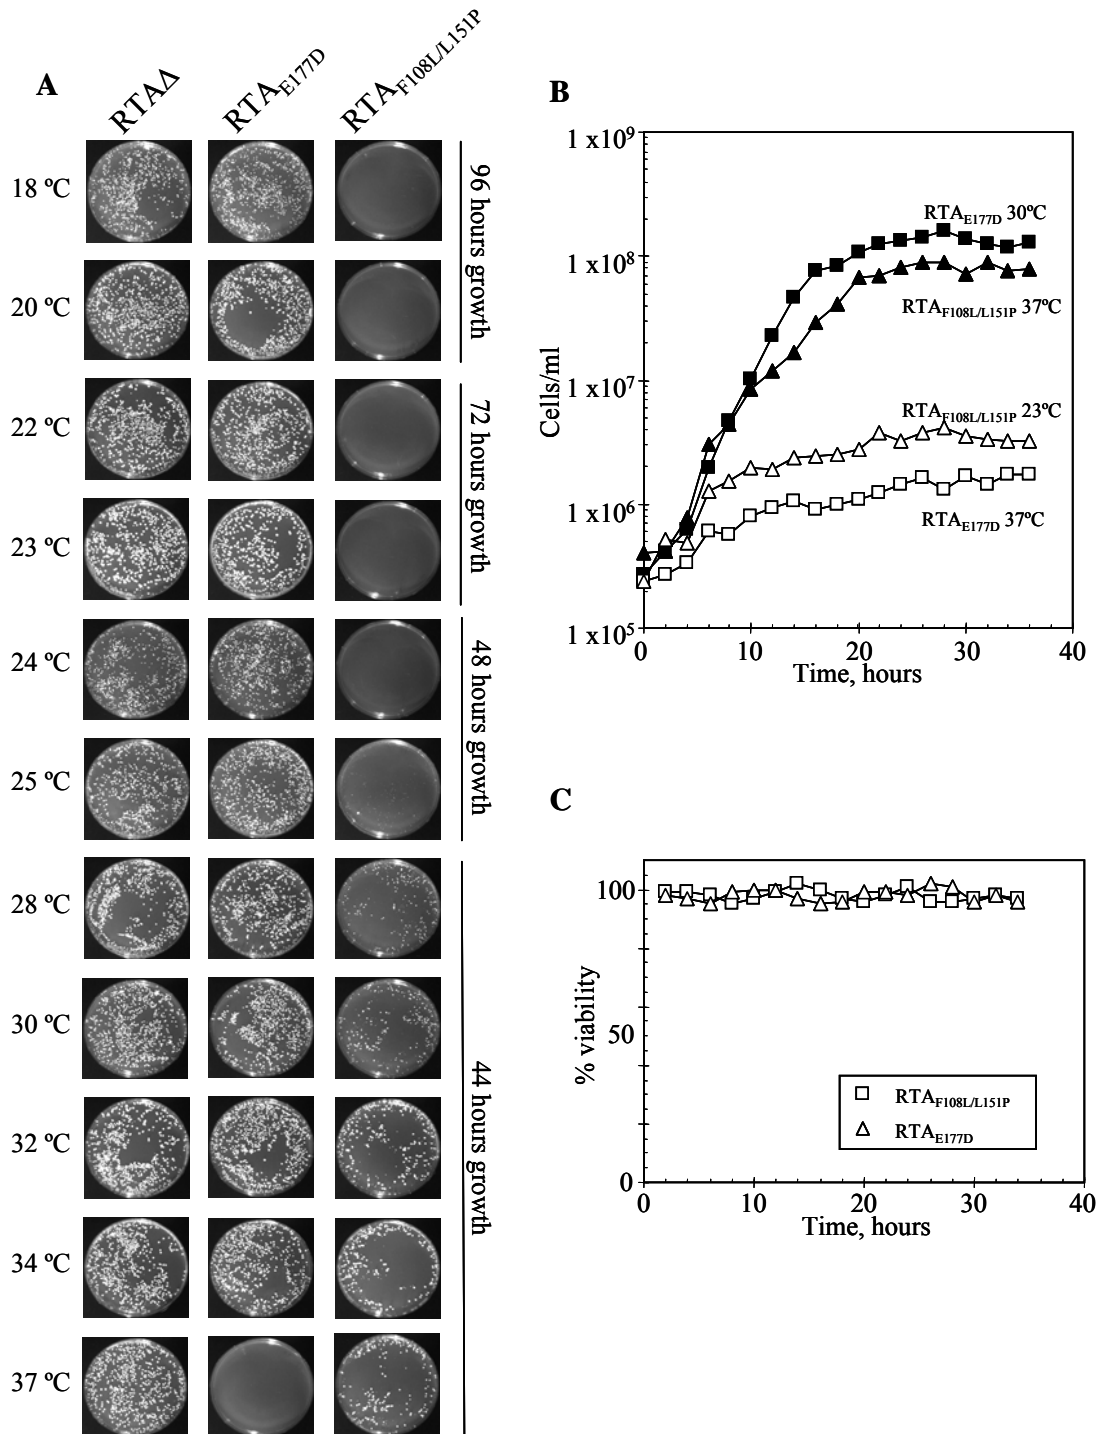 A
RTAΔ
RTAE177D
RTAF108L/L151P
18 ºC
20 ºC
96 hours growth
22 ºC
23 ºC
72 hours growth
24 ºC
25 ºC
48 hours growth
28 ºC
30 ºC
32 ºC
34 ºC
37 ºC
44 hours growth
B
1 x10⁹
1 x10⁸
1 x10⁷
1 x10⁶
1 x10⁵
Cells/ml
RTAE177D 30ºC
RTAF108L/L151P 37ºC
RTAF108L/L151P 23ºC
RTAE177D 37ºC
0 10 20 30 40
Time, hours
C
100
50
0
% viability
RTAF108L/L151P
RTAE177D
0 10 20 30 40
Time, hours